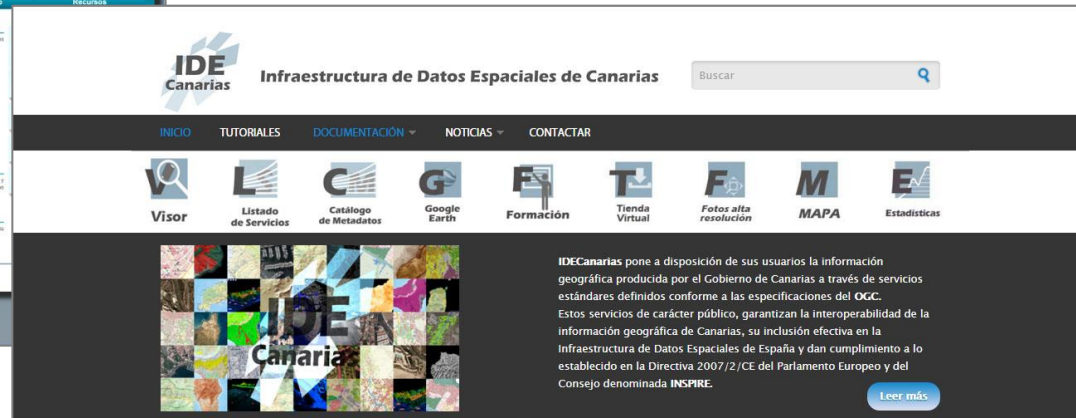 Recursos
IDE
Canarias
Infraestructura de Datos Espaciales de Canarias
Buscar
INICIO TUTORIALES DOCUMENTACIÓN NOTICIAS CONTACTAR
V L C G F T F M E
Visor
Listado
de Servicios
Catálogo
de Metadatos
Google
Earth
Formación
Tienda
Virtual
Fotos alta
resolución
MAPA
Estadísticas
IDE
Canarias
IDECanarias pone a disposición de sus usuarios la información
geográfica producida por el Gobierno de Canarias a través de servicios
estándares definidos conforme a las especificaciones del OGC.
Estos servicios de carácter público, garantizan la interoperabilidad de la
información geográfica de Canarias, su inclusión efectiva en la
Infraestructura de Datos Espaciales de España y dan cumplimiento a lo
establecido en la Directiva 2007/2/CE del Parlamento Europeo y del
Consejo denominada INSPIRE.
Leer más